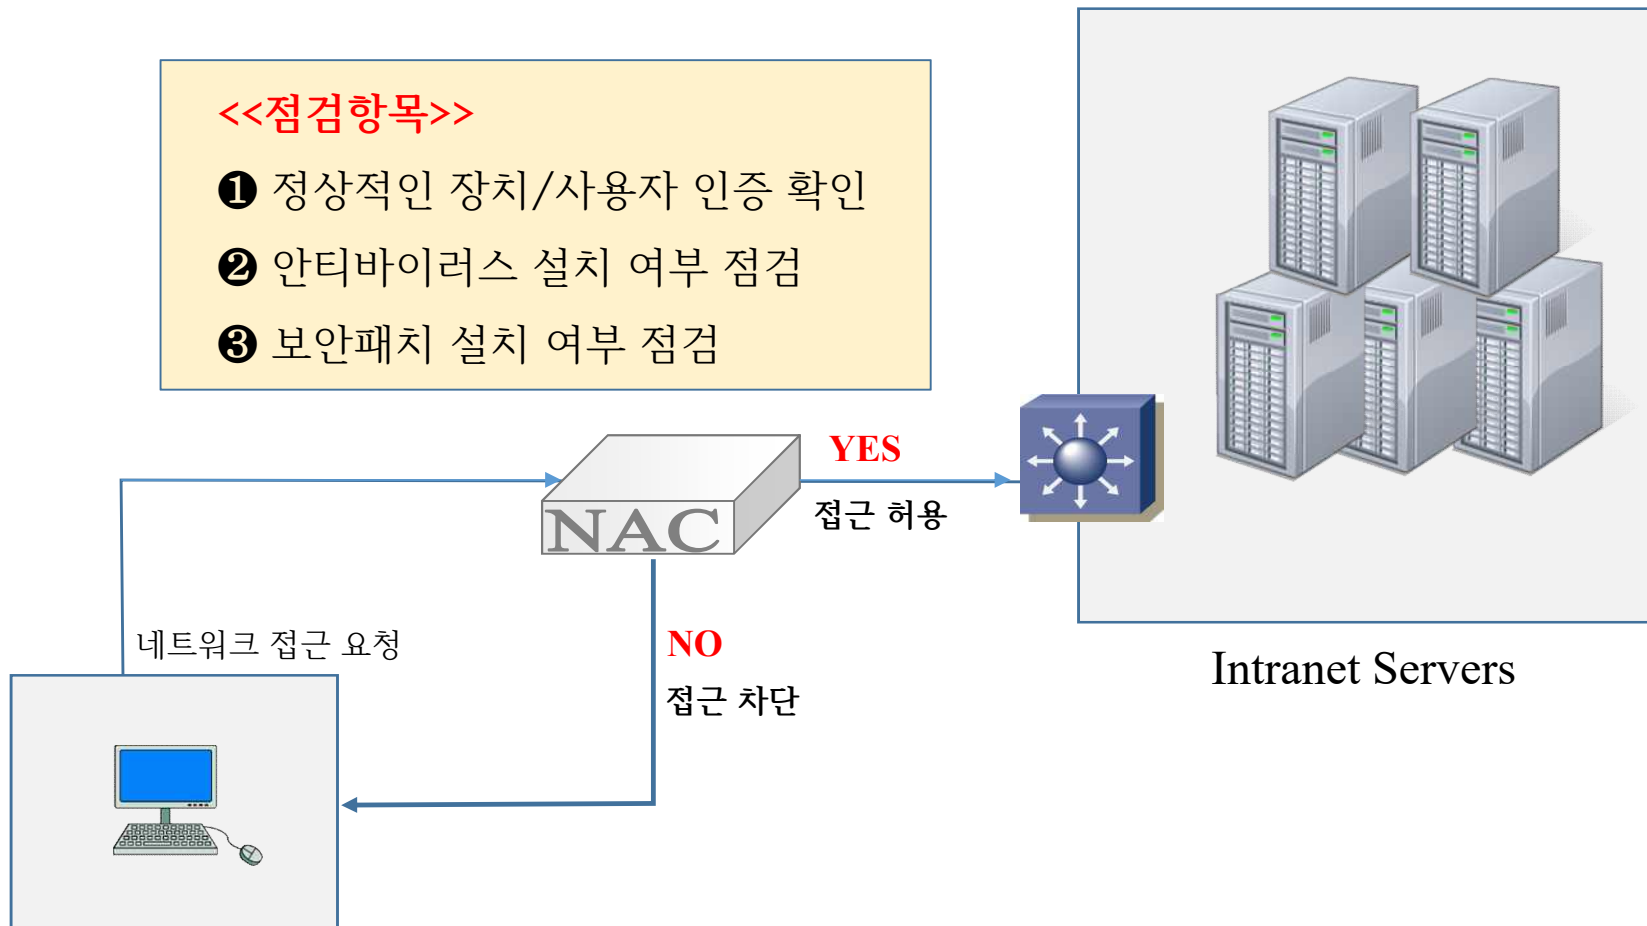 <<점검항목>>
❶ 정상적인 장치/사용자 인증 확인
❷ 안티바이러스 설치 여부 점검
❸ 보안패치 설치 여부 점검
YES
접근 허용
NAC
네트워크 접근 요청
NO
접근 차단
Intranet Servers